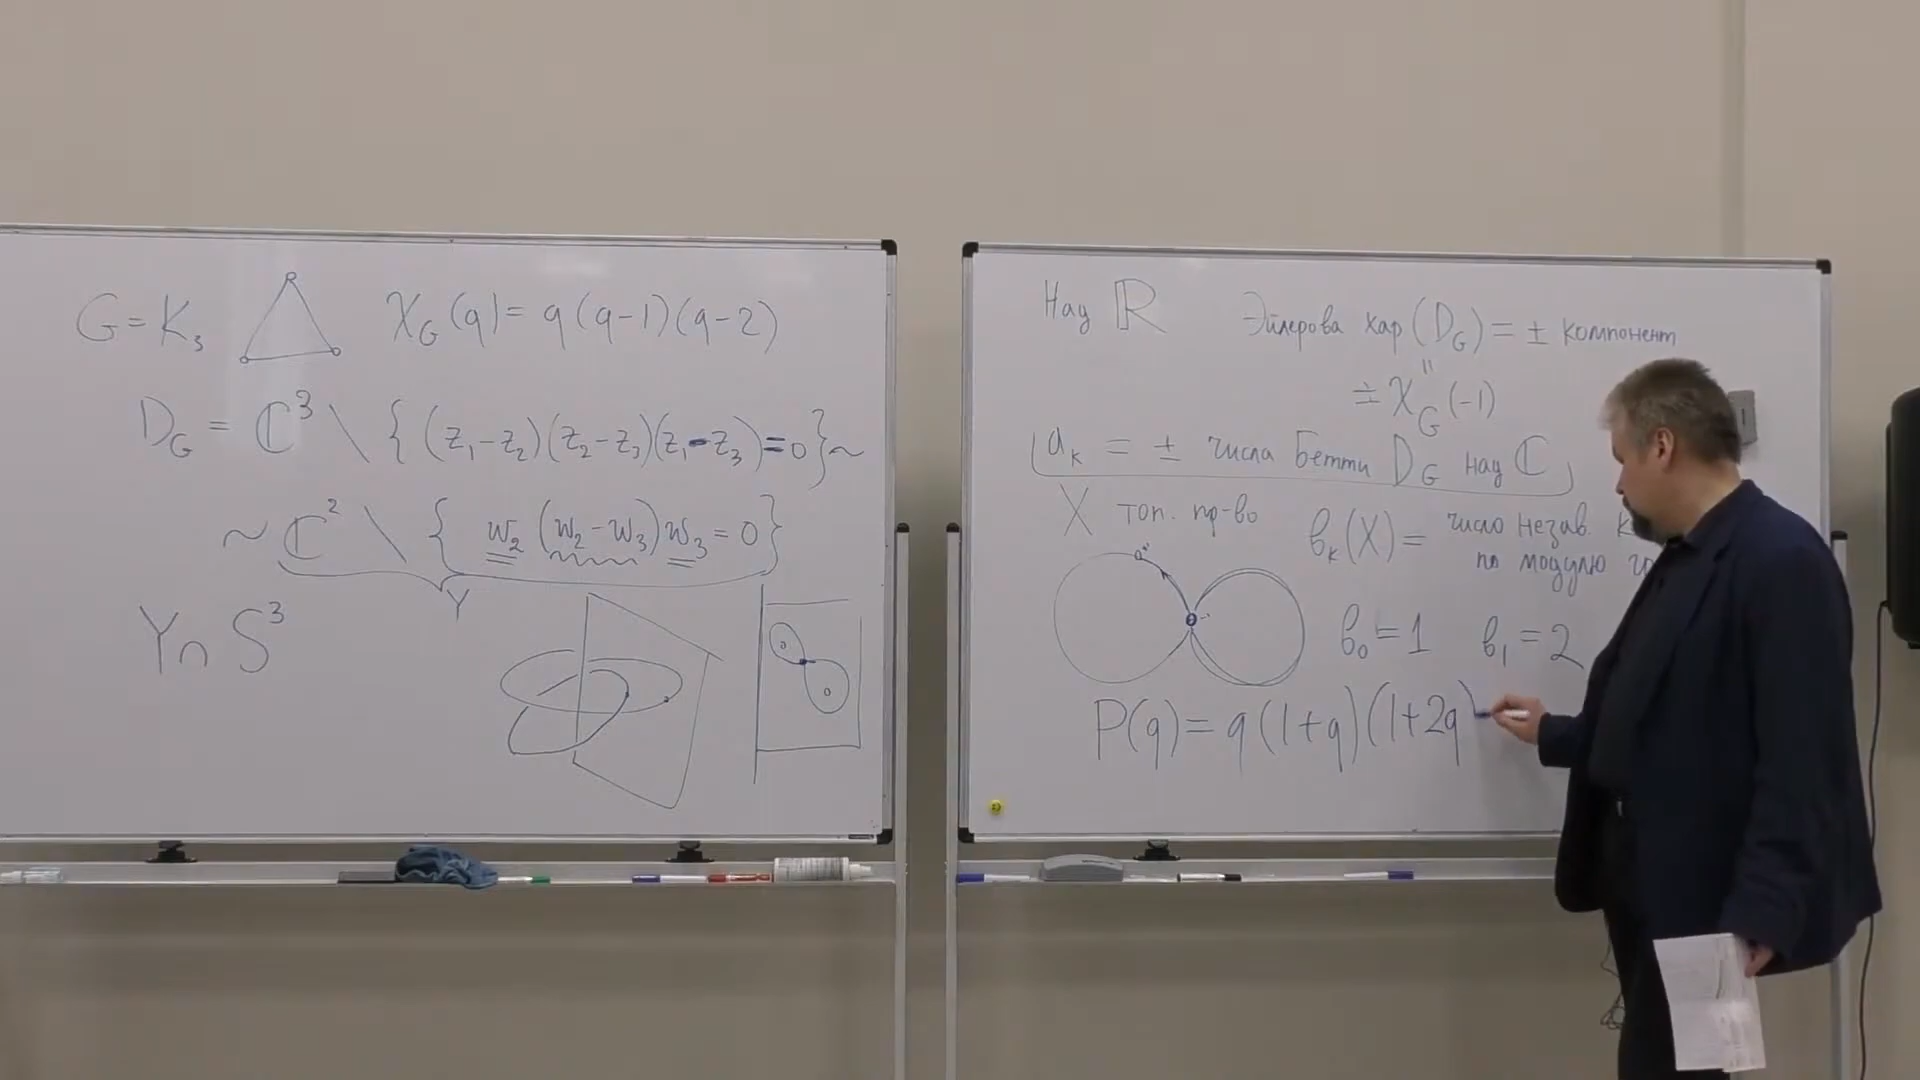 G = K₃ χ_G(q) = q(q-1)(q-2)
D_G = ℂ³ \ { (z₁-z₂)(z₂-z₃)(z₁-z₃)=0 } ~
~ ℂ² \ { w₂ (w₂-w₃) w₃ = 0 }
Y
Y ∩ S³
Над ℝ Эйлерова хар (D_G) = ± компонент
≐ χ_G(-1)
a_k = ± числа Бетти D_G над ℂ
X топ. пр-во b_k(X) = число незав.
по модулю
b₀ = 1 b₁ = 2
P(q) = q(1+q)(1+2q)